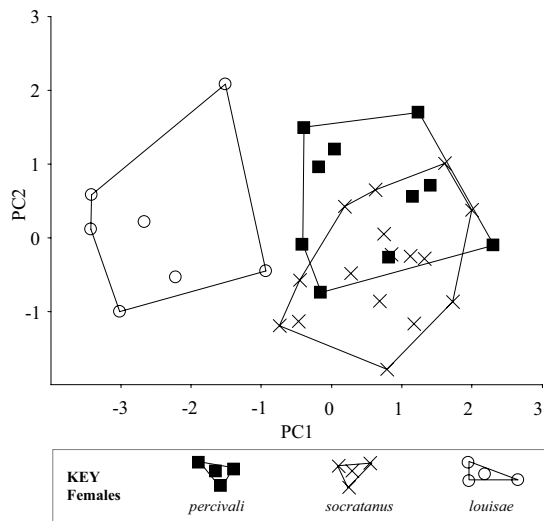 3
2
1
0
-1
PC2
-3 -2 -1 0 1 2 3
PC1
KEY
Females
percivali socratanus louisae